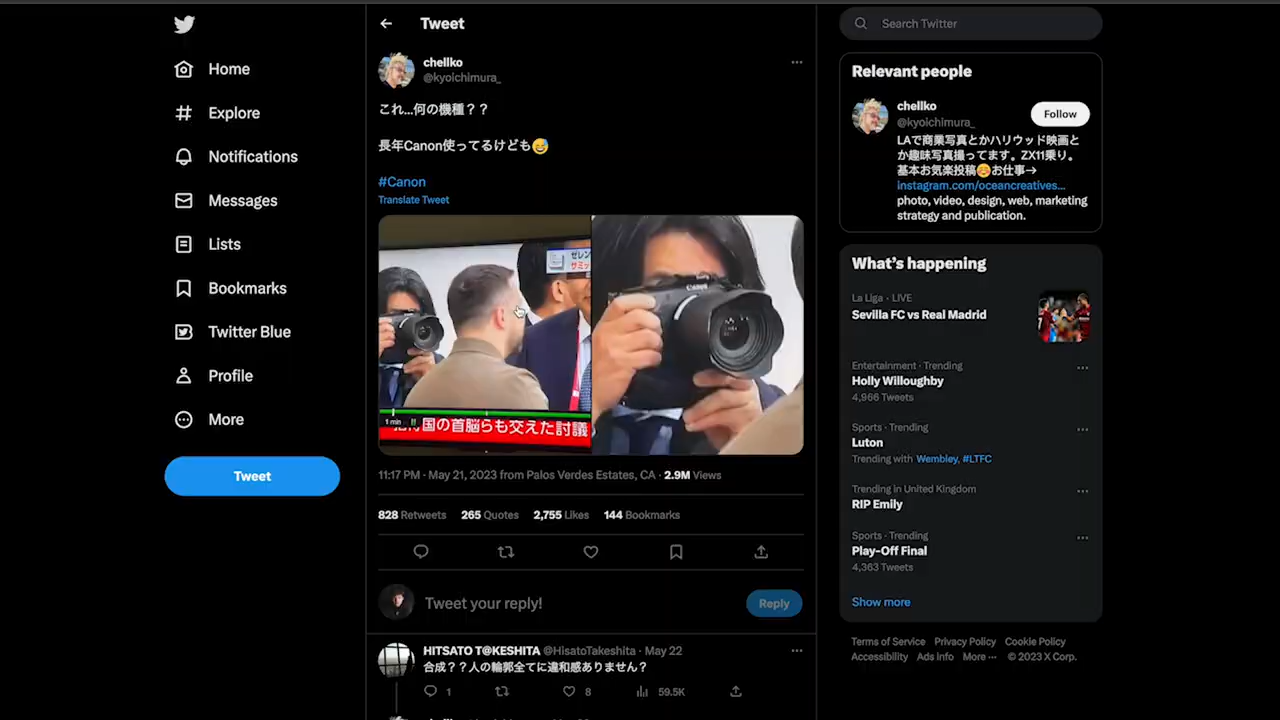 Home
Explore
Notifications
Messages
Lists
Bookmarks
Twitter Blue
Profile
More
Tweet
Tweet
chellko
@kyoichimura_
これ...何の機種？？
長年Canon使ってるけども😅
#Canon
Translate Tweet
ゼレン
サミッ
1 min
国の首脳らも交えた討議
Canon
11:17 PM · May 21, 2023 from Palos Verdes Estates, CA · 2.9M Views
828 Retweets 265 Quotes 2,755 Likes 144 Bookmarks
Tweet your reply!
Reply
HITSATO T@KESHITA @HisatoTakeshita · May 22
合成？？人の輪郭全てに違和感ありません？
1 8 59.5K
Search Twitter
Relevant people
chellko
@kyoichimura_
Follow
LAで商業写真とかハリウッド映画と
か趣味写真撮ってます。ZX11乗り。
基本お気楽投稿☺️お仕事→
instagram.com/oceancreatives...
photo, video, design, web, marketing
strategy and publication.
What's happening
La Liga · LIVE
Sevilla FC vs Real Madrid
Entertainment · Trending
Holly Willoughby
4,966 Tweets
Sports · Trending
Luton
Trending with Wembley, #LTFC
Trending in United Kingdom
RIP Emily
Sports · Trending
Play-Off Final
4,363 Tweets
Show more
Terms of Service Privacy Policy Cookie Policy
Accessibility Ads Info More ··· © 2023 X Corp.